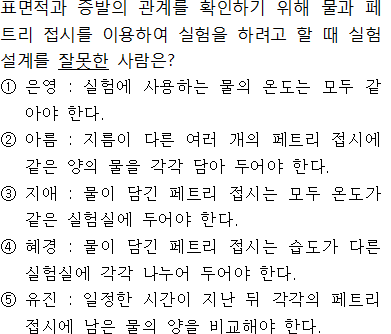 표면적과 증발의 관계를 확인하기 위해 물과 페
트리 접시를 이용하여 실험을 하려고 할 때 실험
설계를 잘못한 사람은?
① 은영 : 실험에 사용하는 물의 온도는 모두 같
아야 한다.
② 아름 : 지름이 다른 여러 개의 페트리 접시에
같은 양의 물을 각각 담아 두어야 한다.
③ 지애 : 물이 담긴 페트리 접시는 모두 온도가
같은 실험실에 두어야 한다.
④ 혜경 : 물이 담긴 페트리 접시는 습도가 다른
실험실에 각각 나누어 두어야 한다.
⑤ 유진 : 일정한 시간이 지난 뒤 각각의 페트리
접시에 남은 물의 양을 비교해야 한다.